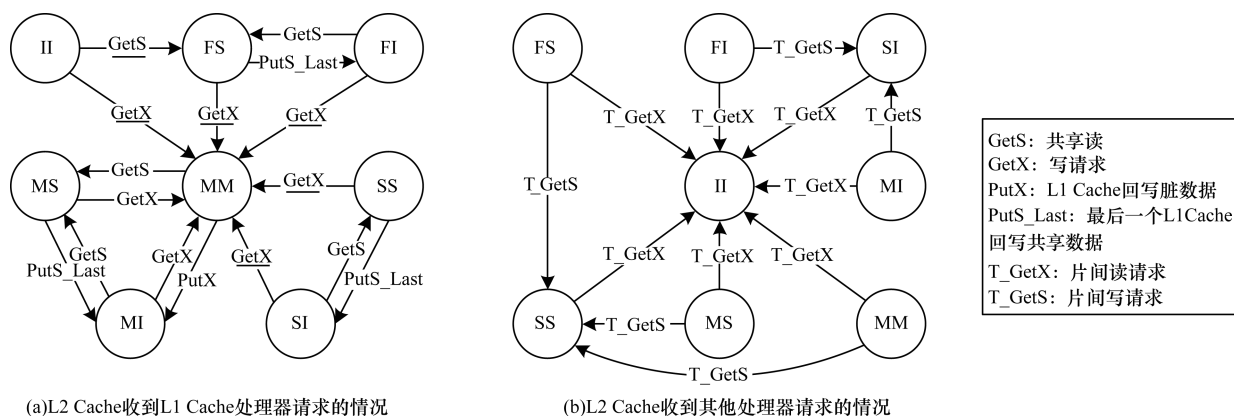 II
GetS
FS
GetS
FI
PutS_Last
GetX
GetX
GetX
MS
GetS
MM
GetX
SS
GetX
GetS
PutS_Last
GetX
PutX
GetX
GetS
PutS_Last
MI
SI
(a)L2 Cache收到L1 Cache处理器请求的情况
FS
FI
T_GetS
SI
T_GetX
T_GetX
T_GetX
T_GetS
T_GetS
II
T_GetX
MI
T_GetX
T_GetX
T_GetX
SS
T_GetS
MS
MM
T_GetS
(b)L2 Cache收到其他处理器请求的情况
GetS：共享读
GetX：写请求
PutX：L1 Cache回写脏数据
PutS_Last：最后一个L1Cache
回写共享数据
T_GetX：片间读请求
T_GetS：片间写请求